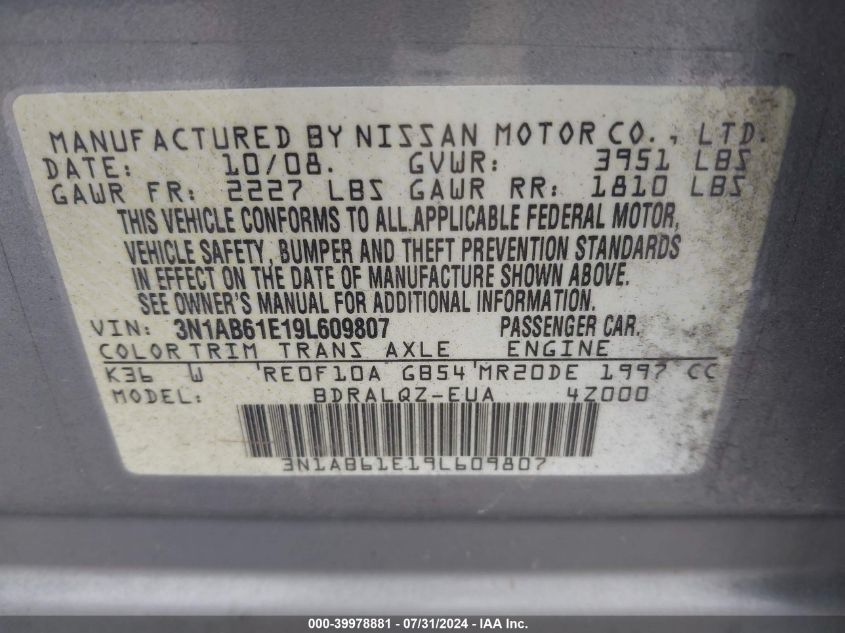 MANUFACTURED BY NISSAN MOTOR CO., LTD.
DATE: 10/08. GVWR: 3951 LBS
GAWR FR: 2227 LBS GAWR RR: 1810 LBS
THIS VEHICLE CONFORMS TO ALL APPLICABLE FEDERAL MOTOR,
VEHICLE SAFETY, BUMPER AND THEFT PREVENTION STANDARDS
IN EFFECT ON THE DATE OF MANUFACTURE SHOWN ABOVE.
SEE OWNER'S MANUAL FOR ADDITIONAL INFORMATION.
VIN: 3N1AB61E19L609807 PASSENGER CAR.
COLOR TRIM TRANS AXLE ENGINE
K36 W RE0F10A GB54 MR20DE 1997 CC
MODEL: BDRALQZ-EUA 4Z000
3N1AB61E19L609807
000-39978881 - 07/31/2024 - IAA Inc.